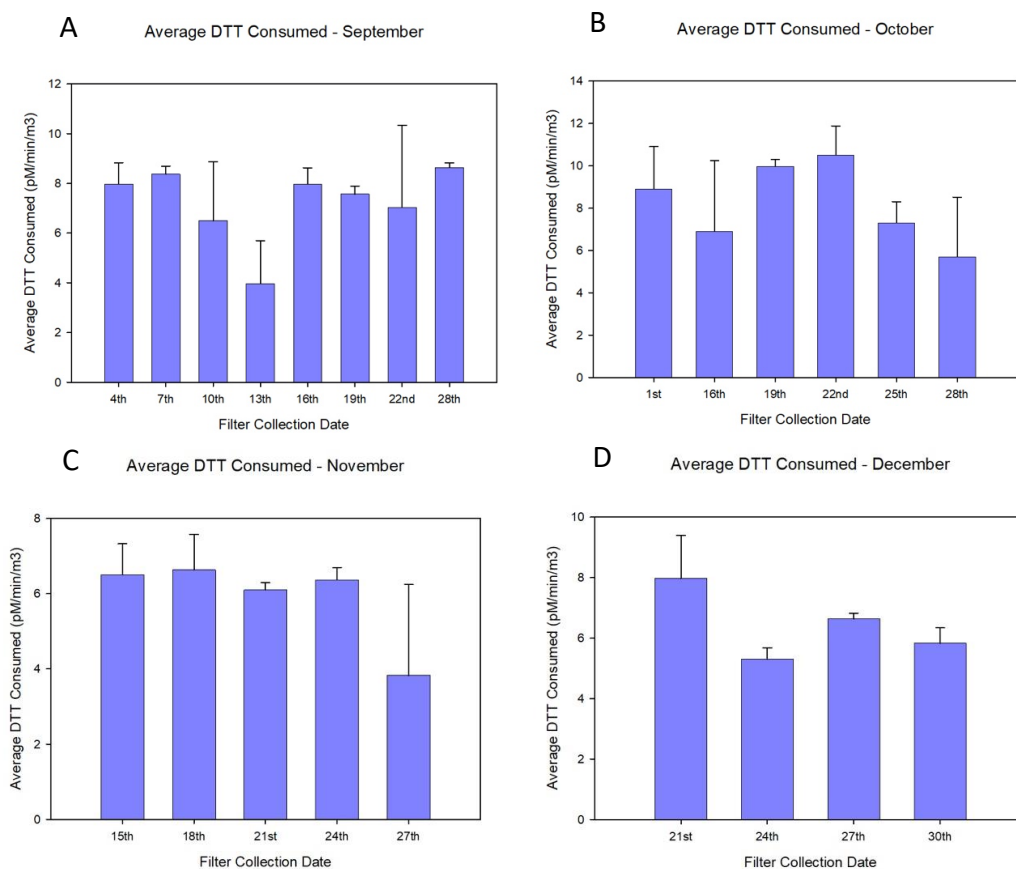 A
Average DTT Consumed - September
Average DTT Consumed (pM/min/m3)
12
10
8
6
4
2
0
4th 7th 10th 13th 16th 19th 22nd 28th
Filter Collection Date
B
Average DTT Consumed - October
Average DTT Consumed (pM/min/m3)
14
12
10
8
6
4
2
0
1st 16th 19th 22nd 25th 28th
Filter Collection Date
C
Average DTT Consumed - November
Average DTT Consumed (pM/min/m3)
8
6
4
2
0
15th 18th 21st 24th 27th
Filter Collection Date
D
Average DTT Consumed - December
Average DTT Consumed (pM/min/m3)
10
8
6
4
2
0
21st 24th 27th 30th
Filter Collection Date